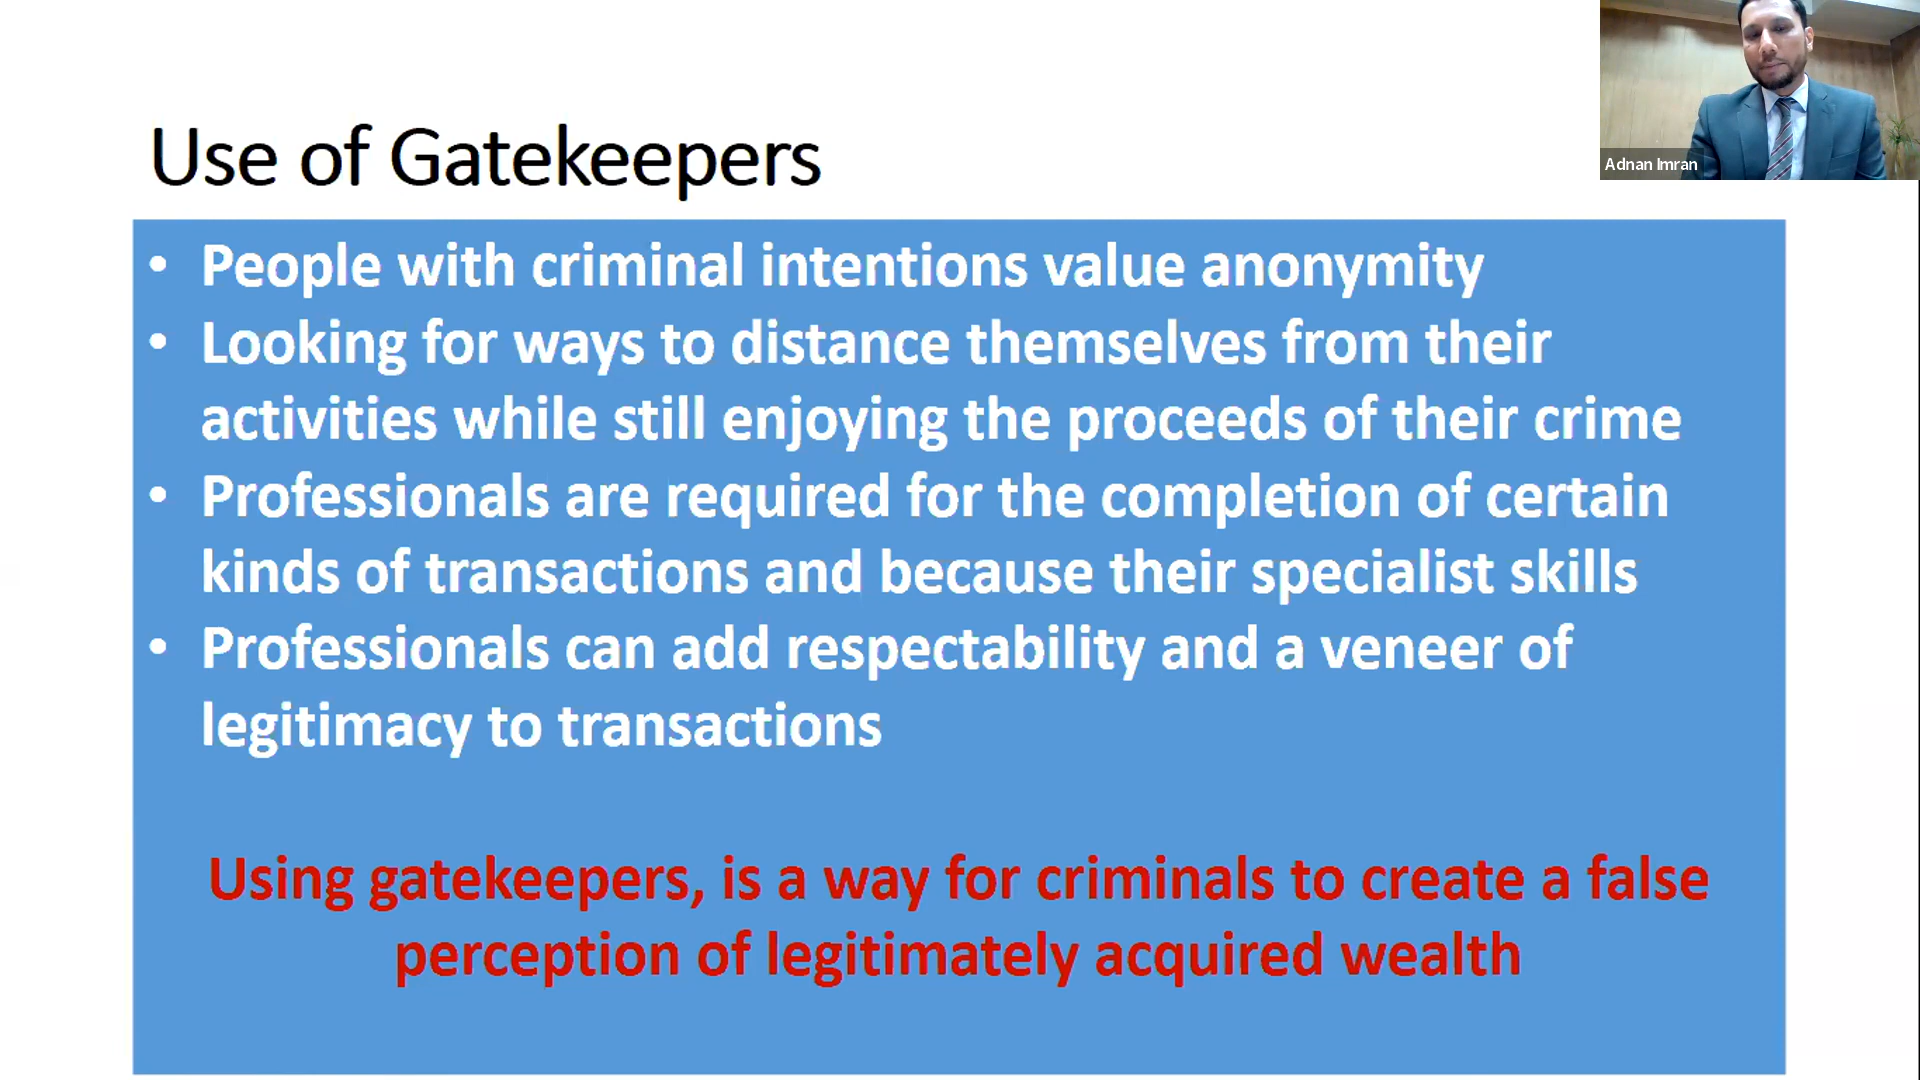 Adnan Imran
Use of Gatekeepers
• People with criminal intentions value anonymity
• Looking for ways to distance themselves from their
activities while still enjoying the proceeds of their crime
• Professionals are required for the completion of certain
kinds of transactions and because their specialist skills
• Professionals can add respectability and a veneer of
legitimacy to transactions
Using gatekeepers, is a way for criminals to create a false
perception of legitimately acquired wealth